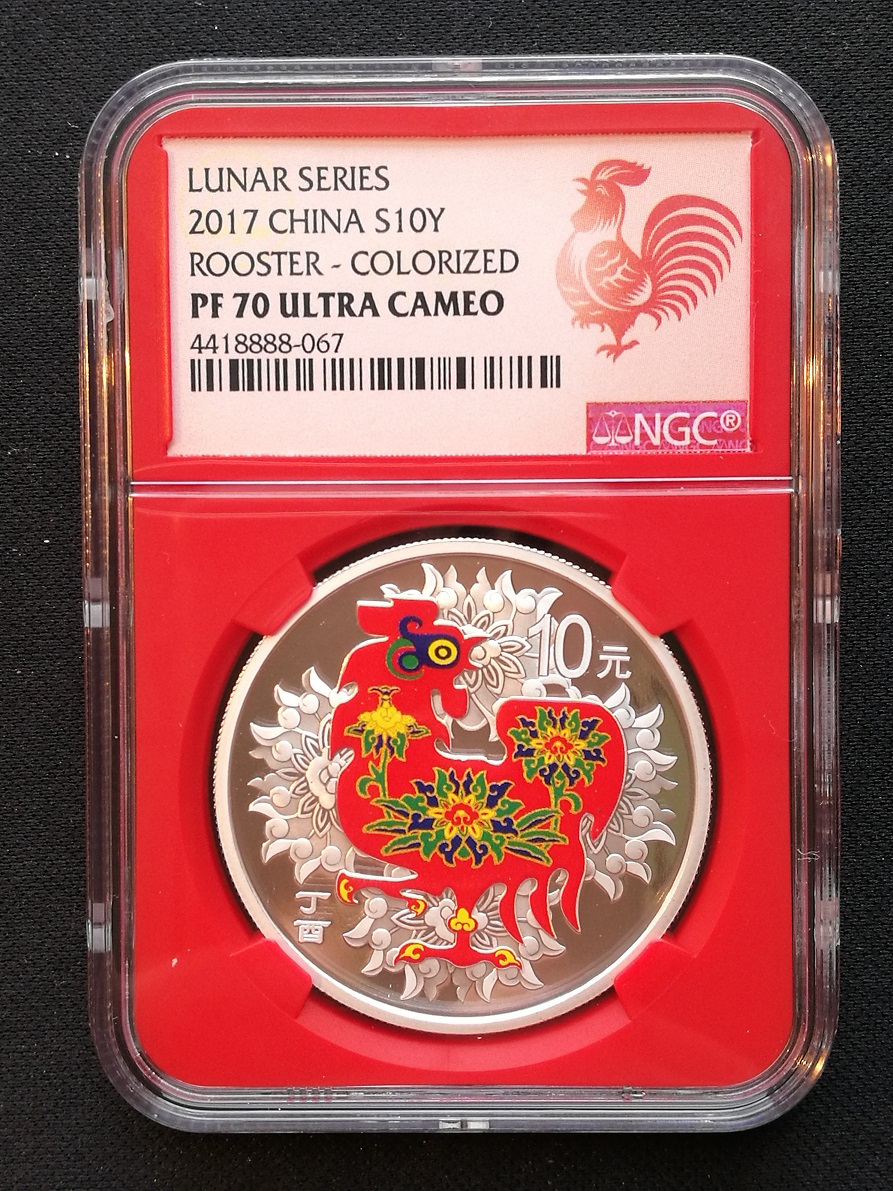 LUNAR SERIES
2017 CHINA S10Y
ROOSTER - COLORIZED
PF 70 ULTRA CAMEO
4418888-067
NGC®
10元
丁
酉